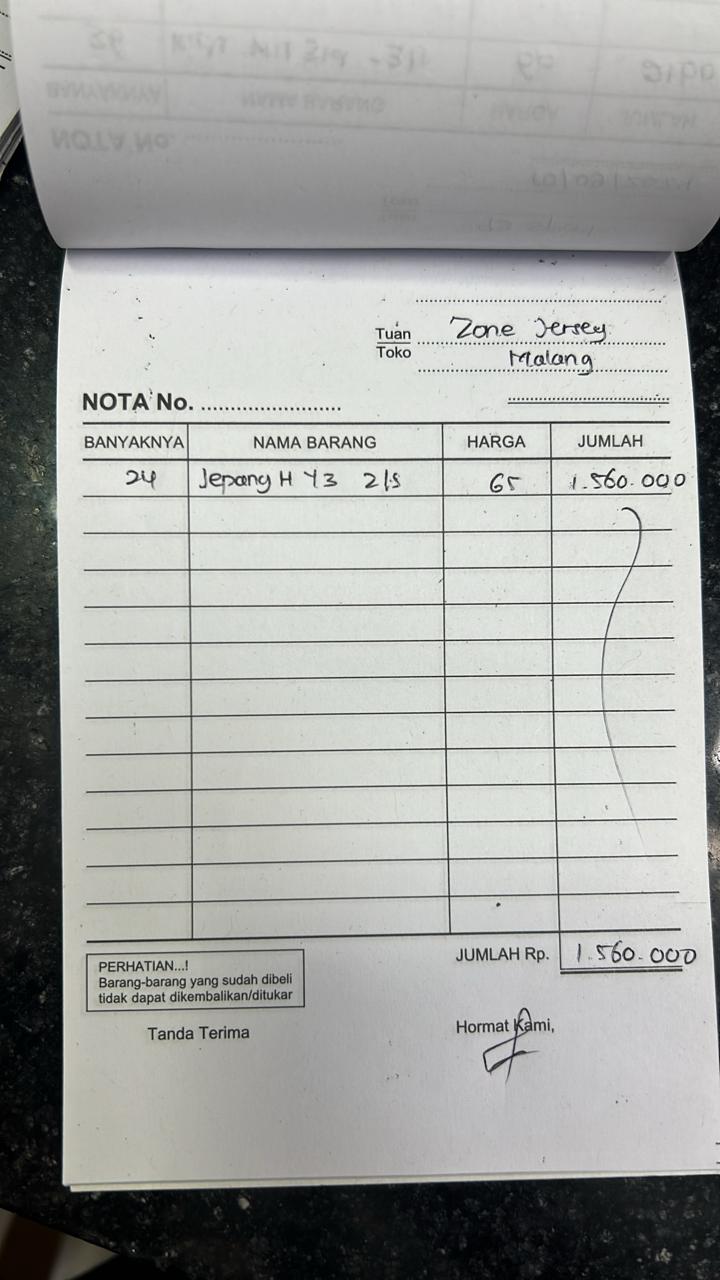 Tuan
Toko
Zone Jersey
Malang
NOTA No.
BANYAKNYA NAMA BARANG HARGA JUMLAH
24 Jepang H Y3 2/S 65 1.560.000
JUMLAH Rp. 1.560.000
PERHATIAN...!
Barang-barang yang sudah dibeli
tidak dapat dikembalikan/ditukar
Tanda Terima Hormat Kami,